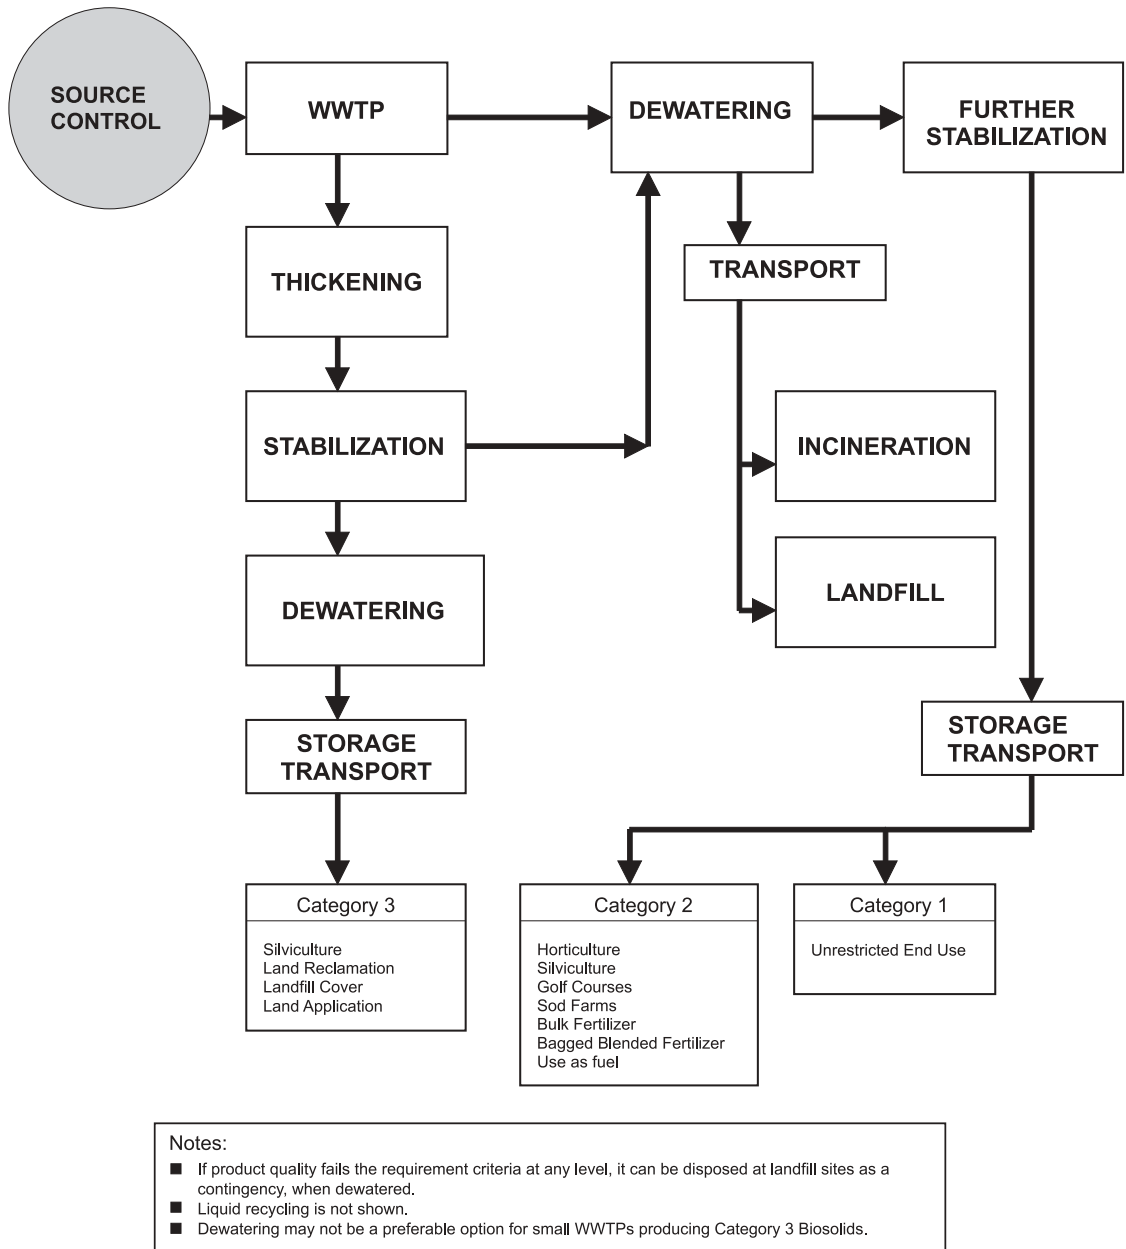 SOURCE
CONTROL
WWTP
DEWATERING
FURTHER
STABILIZATION
THICKENING
TRANSPORT
STABILIZATION
INCINERATION
DEWATERING
LANDFILL
STORAGE
TRANSPORT
STORAGE
TRANSPORT
Category 3
Silviculture
Land Reclamation
Landfill Cover
Land Application
Category 2
Horticulture
Silviculture
Golf Courses
Sod Farms
Bulk Fertilizer
Bagged Blended Fertilizer
Use as fuel
Category 1
Unrestricted End Use
Notes:
■ If product quality fails the requirement criteria at any level, it can be disposed at landfill sites as a
contingency, when dewatered.
■ Liquid recycling is not shown.
■ Dewatering may not be a preferable option for small WWTPs producing Category 3 Biosolids.